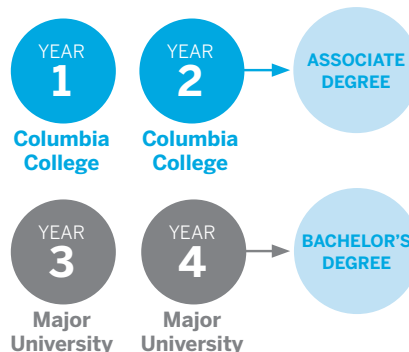 YEAR
1
YEAR
2
ASSOCIATE
DEGREE
Columbia
College
Columbia
College
YEAR
3
YEAR
4
BACHELOR'S
DEGREE
Major
University
Major
University